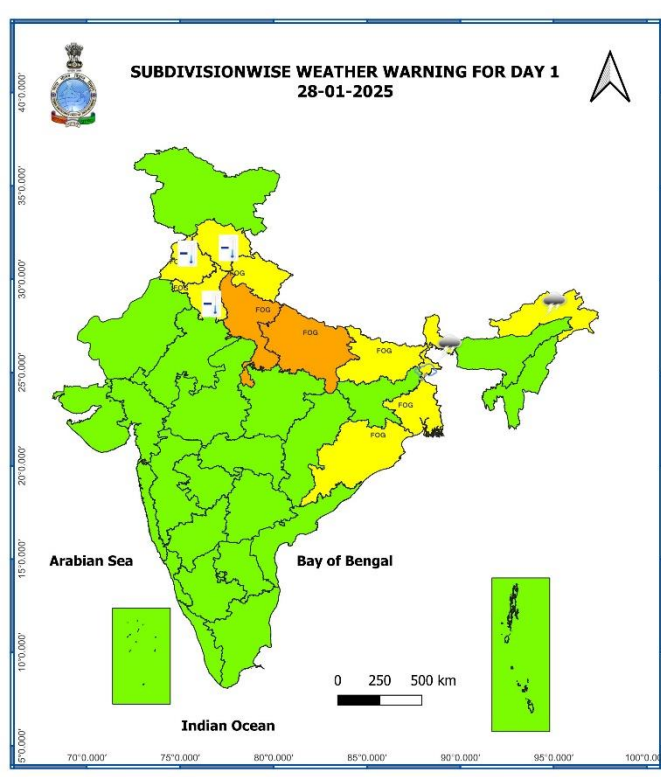 SUBDIVISIONWISE WEATHER WARNING FOR DAY 1
28-01-2025
40°0.000'
35°0.000'
30°0.000'
25°0.000'
20°0.000'
15°0.000'
10°0.000'
5°0.000'
FOG
FOG
FOG
FOG
FOG
FOG
FOG
Arabian Sea
Bay of Bengal
0 250 500 km
Indian Ocean
70°0.000' 75°0.000' 80°0.000' 85°0.000' 90°0.000' 95°0.000'